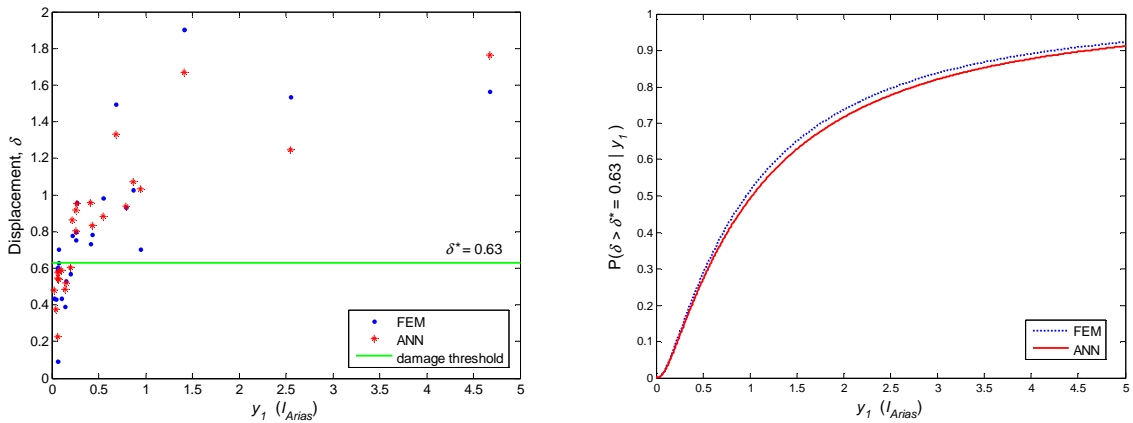 2
1.8
1.6
1.4
1.2
1
0.8
0.6
0.4
0.2
0
Displacement, δ
δ* = 0.63
FEM
ANN
damage threshold
0 0.5 1 1.5 2 2.5 3 3.5 4 4.5 5
y1 (IArias)
1
0.9
0.8
0.7
0.6
0.5
0.4
0.3
0.2
0.1
0
P(δ > δ* = 0.63 | y1)
FEM
ANN
0 0.5 1 1.5 2 2.5 3 3.5 4 4.5 5
y1 (IArias)